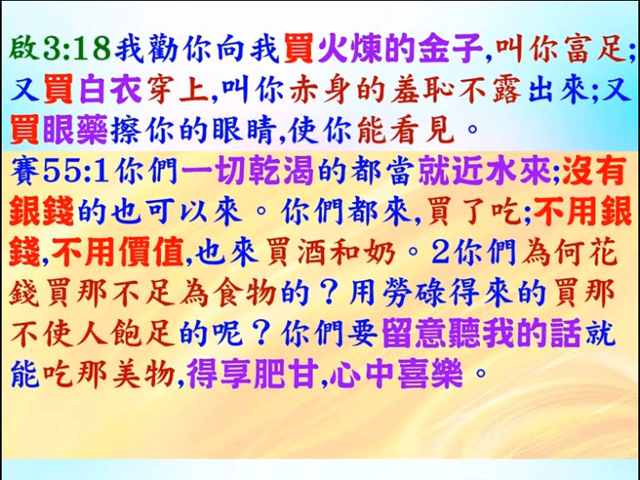 啟3:18我勸你向我買火煉的金子,叫你富足;
又買白衣穿上,叫你赤身的羞恥不露出來;又
買眼藥擦你的眼睛,使你能看見。
賽55:1你們一切乾渴的都當就近水來;沒有
銀錢的也可以來。你們都來,買了吃;不用銀
錢,不用價值,也來買酒和奶。2你們為何花
錢買那不足為食物的？用勞碌得來的買那
不使人飽足的呢？你們要留意聽我的話就
能吃那美物,得享肥甘,心中喜樂。